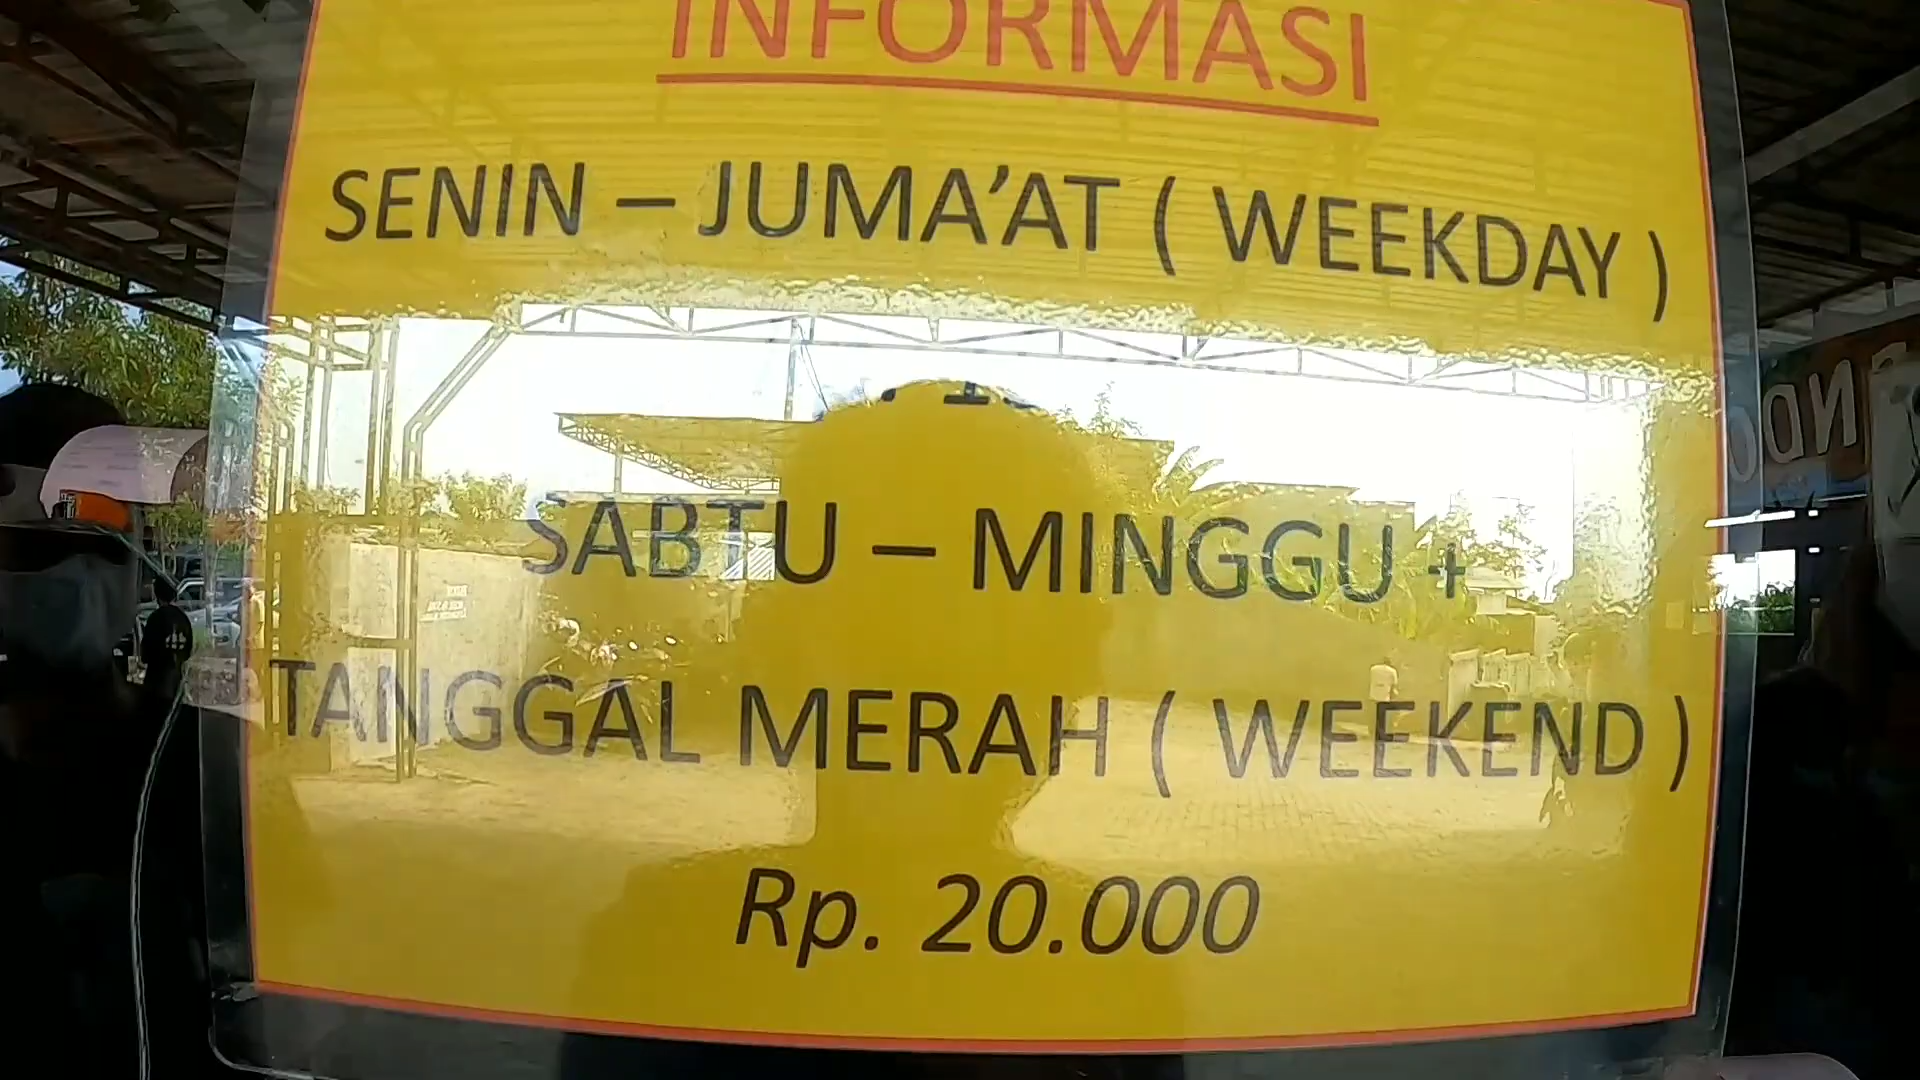 INFORMASI
SENIN – JUMA'AT ( WEEKDAY )
SABTU – MINGGU +
TANGGAL MERAH ( WEEKEND )
Rp. 20.000